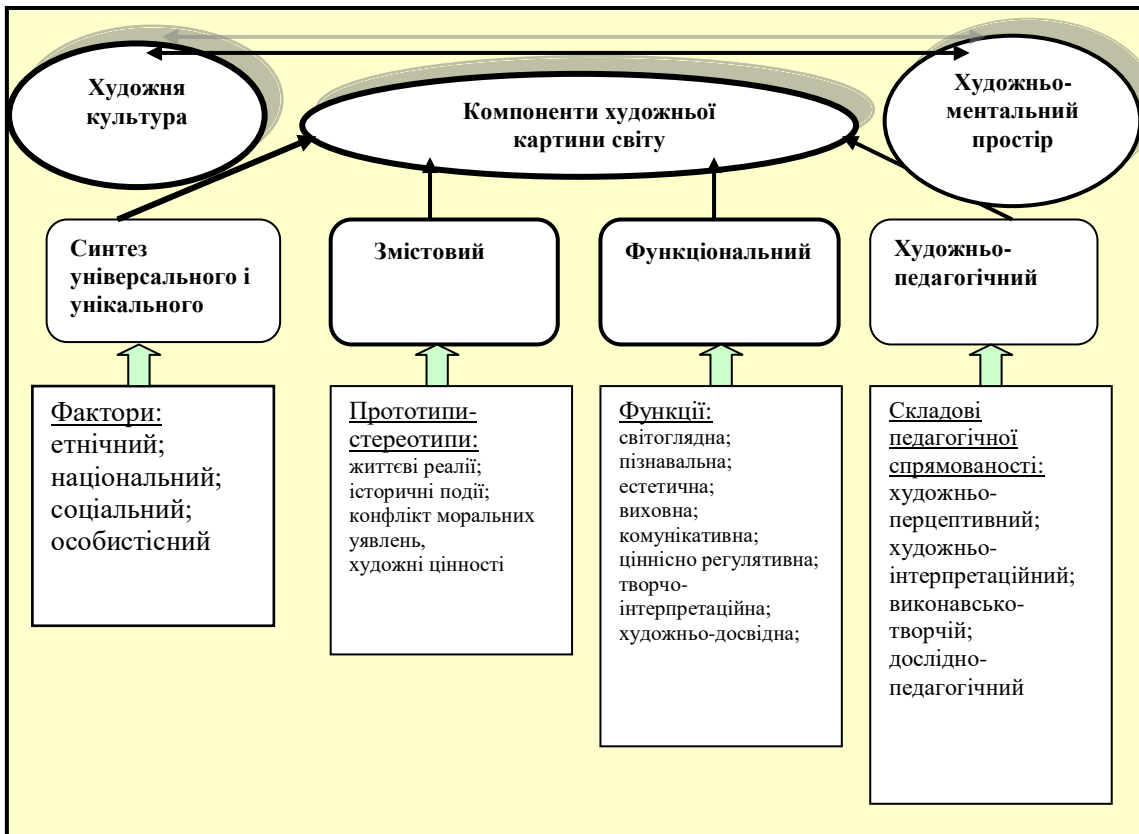 Художня
культура
Компоненти художньої
картини світу
Художньо-
ментальний
простір
Синтез
універсального і
унікального
Змістовий
Функціональний
Художньо-
педагогічний
Фактори:
етнічний;
національний;
соціальний;
особистісний
Прототипи-
стереотипи:
життєві реалії;
історичні події;
конфлікт моральних
уявлень,
художні цінності
Функції:
світоглядна;
пізнавальна;
естетична;
виховна;
комунікативна;
ціннісно регулятивна;
творчо-
інтерпретаційна;
художньо-досвідна;
Складові
педагогічної
спрямованості:
художньо-
перцептивний;
художньо-
інтерпретаційний;
виконавсько-
творчій;
дослідно-
педагогічний